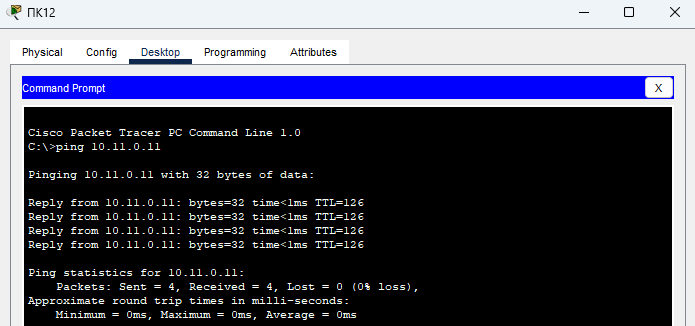 ПК12
Physical Config Desktop Programming Attributes
Command Prompt X
Cisco Packet Tracer PC Command Line 1.0
C:\>ping 10.11.0.11
Pinging 10.11.0.11 with 32 bytes of data:
Reply from 10.11.0.11: bytes=32 time<1ms TTL=126
Reply from 10.11.0.11: bytes=32 time<1ms TTL=126
Reply from 10.11.0.11: bytes=32 time<1ms TTL=126
Reply from 10.11.0.11: bytes=32 time<1ms TTL=126
Ping statistics for 10.11.0.11:
Packets: Sent = 4, Received = 4, Lost = 0 (0% loss),
Approximate round trip times in milli-seconds:
Minimum = 0ms, Maximum = 0ms, Average = 0ms